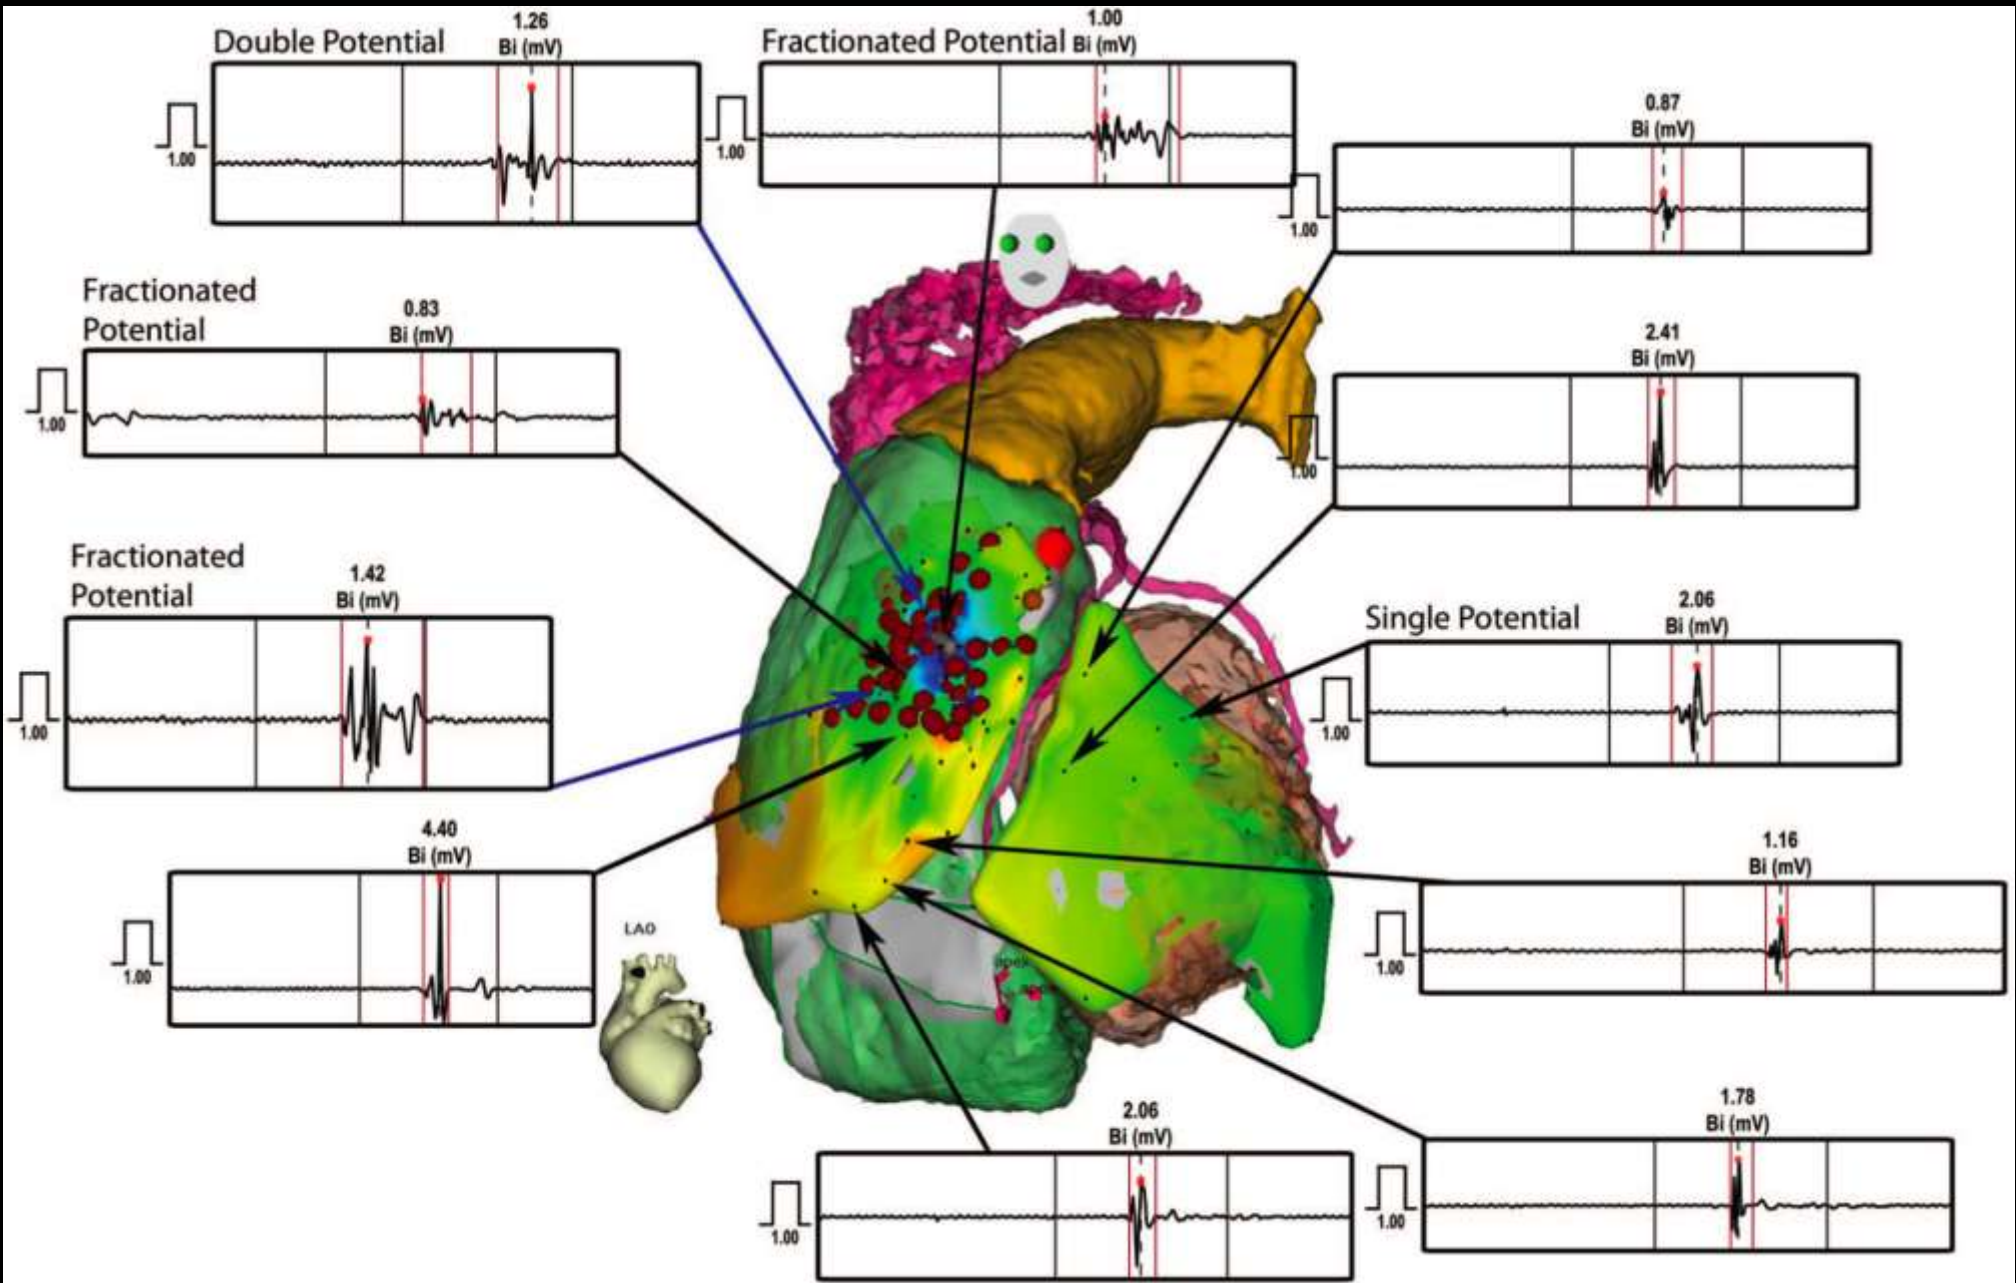 Double Potential
1.26
Bi (mV)
1.00
Fractionated Potential
1.00
Bi (mV)
1.00
0.87
Bi (mV)
1.00
Fractionated
Potential
0.83
Bi (mV)
1.00
2.41
Bi (mV)
1.00
Fractionated
Potential
1.42
Bi (mV)
1.00
Single Potential
2.06
Bi (mV)
1.00
4.40
Bi (mV)
1.00
1.16
Bi (mV)
1.00
LAO
apex
2.06
Bi (mV)
1.00
1.78
Bi (mV)
1.00